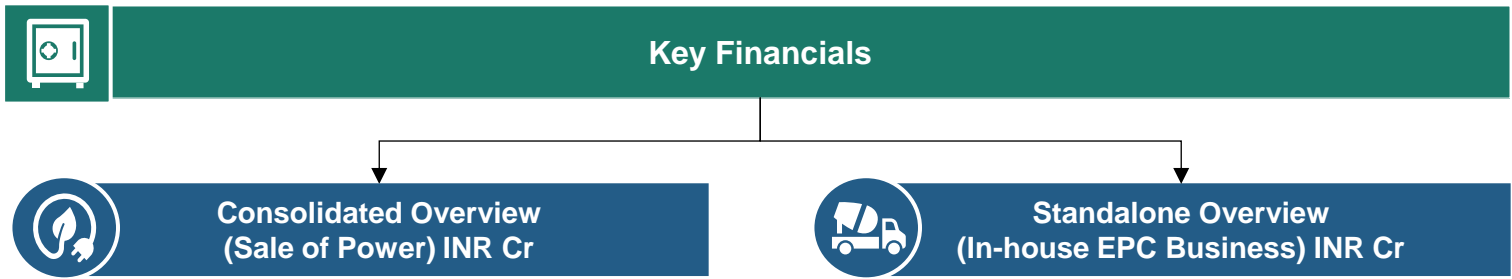 Key Financials
Consolidated Overview
(Sale of Power) INR Cr
Standalone Overview
(In-house EPC Business) INR Cr